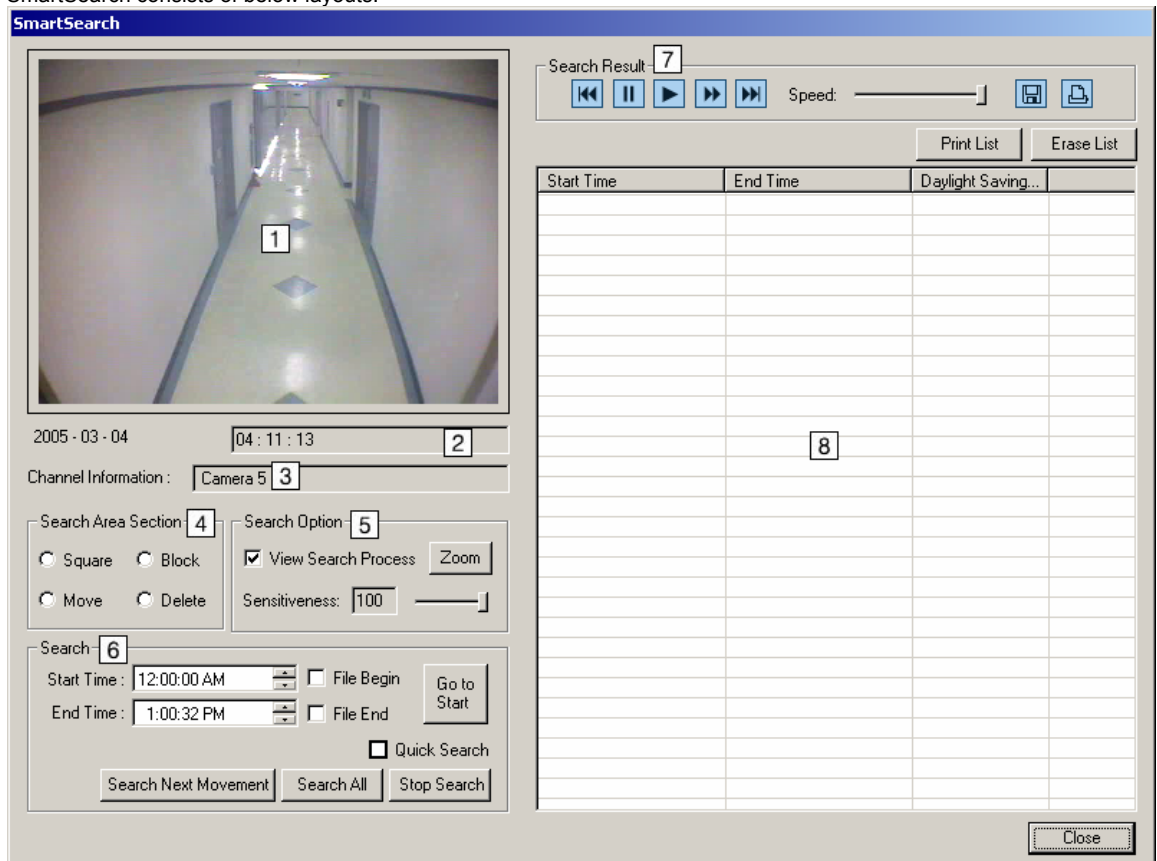 SmartSearch consists of below layouts.
SmartSearch
1
2005 - 03 - 04
04 : 11 : 13
2
Channel Information :
Camera 5
3
Search Area Section
4
Square
Block
Move
Delete
Search Option
5
View Search Process
Zoom
Sensitiveness:
100
Search
6
Start Time :
12:00:00 AM
File Begin
Go to
Start
End Time :
1:00:32 PM
File End
Quick Search
Search Next Movement
Search All
Stop Search
Search Result
7
Speed:
Print List
Erase List
Start Time
End Time
Daylight Saving...
8
Close